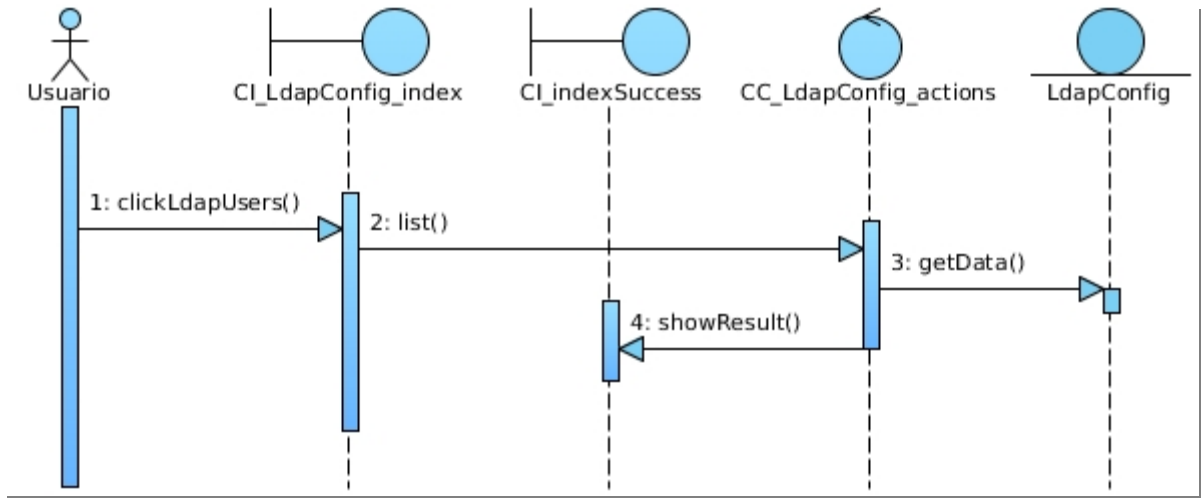 Usuario
CI_LdapConfig_index
CI_indexSuccess
CC_LdapConfig_actions
LdapConfig
1: clickLdapUsers()
2: list()
3: getData()
4: showResult()